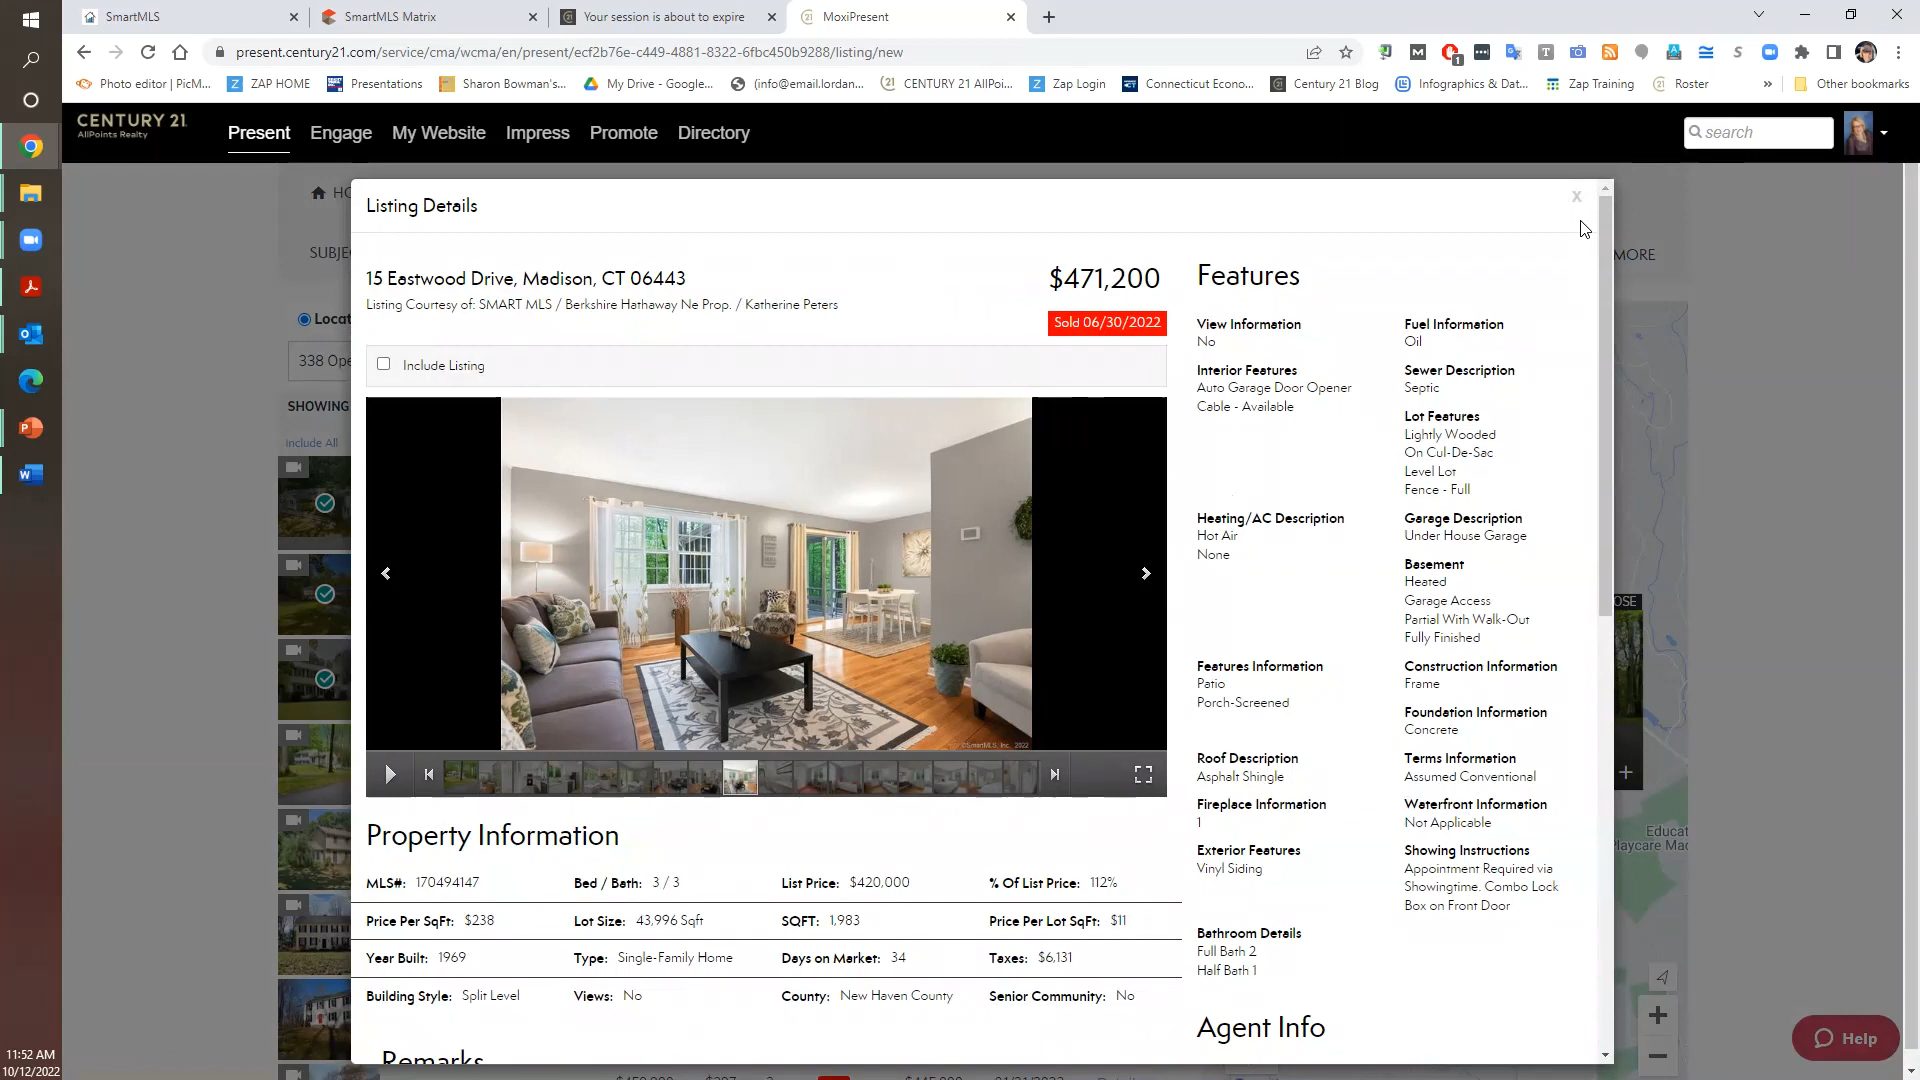 SmartMLS
SmartMLS Matrix
Your session is about to expire
MoxiPresent
present.century21.com/service/cma/wcma/en/present/ecf2b76e-c449-4881-8322-6fbc450b9288/listing/new
Photo editor | PicM...
ZAP HOME
Presentations
Sharon Bowman's...
My Drive - Google...
(info@email.lordan...
CENTURY 21 AllPoi...
Zap Login
Connecticut Econo...
Century 21 Blog
Infographics & Dat...
Zap Training
Roster
»
Other bookmarks
CENTURY 21
AllPoints Realty
Present
Engage
My Website
Impress
Promote
Directory
search
HO
SUBJE
MORE
Locat
338 Ope
SHOWING
Include All
Listing Details
X
15 Eastwood Drive, Madison, CT 06443
$471,200
Listing Courtesy of: SMART MLS / Berkshire Hathaway Ne Prop. / Katherine Peters
Sold 06/30/2022
Include Listing
©SmartMLS, Inc. 2022
Property Information
MLS#: 170494147 Bed / Bath: 3 / 3 List Price: $420,000 % Of List Price: 112%
Price Per SqFt: $238 Lot Size: 43,996 Sqft SQFT: 1,983 Price Per Lot SqFt: $11
Year Built: 1969 Type: Single-Family Home Days on Market: 34 Taxes: $6,131
Building Style: Split Level Views: No County: New Haven County Senior Community: No
Remarks
Features
View Information
No
Interior Features
Auto Garage Door Opener
Cable - Available
Heating/AC Description
Hot Air
None
Features Information
Patio
Porch-Screened
Roof Description
Asphalt Shingle
Fireplace Information
1
Exterior Features
Vinyl Siding
Bathroom Details
Full Bath 2
Half Bath 1
Fuel Information
Oil
Sewer Description
Septic
Lot Features
Lightly Wooded
On Cul-De-Sac
Level Lot
Fence - Full
Garage Description
Under House Garage
Basement
Heated
Garage Access
Partial With Walk-Out
Fully Finished
Construction Information
Frame
Foundation Information
Concrete
Terms Information
Assumed Conventional
Waterfront Information
Not Applicable
Showing Instructions
Appointment Required via
Showingtime. Combo Lock
Box on Front Door
Agent Info
OSE
Educat
Playcare Mad
Help
11:52 AM
10/12/2022